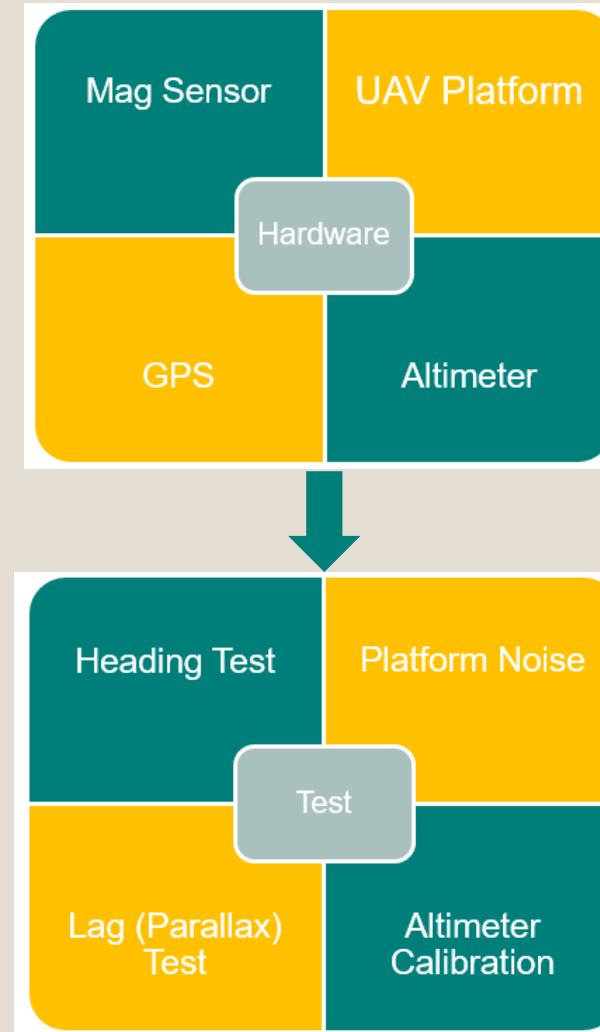 Mag Sensor
UAV Platform
Hardware
GPS
Altimeter
Heading Test
Platform Noise
Test
Lag (Parallax)
Test
Altimeter
Calibration